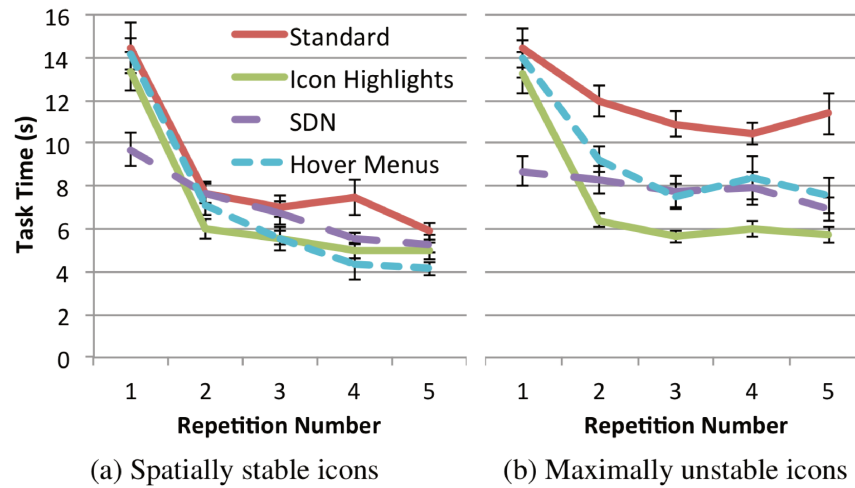 16
14
12
10
8
6
4
2
0
Task Time (s)
Standard
Icon Highlights
SDN
Hover Menus
1 2 3 4 5
Repetition Number
1 2 3 4 5
Repetition Number
(a) Spatially stable icons
(b) Maximally unstable icons